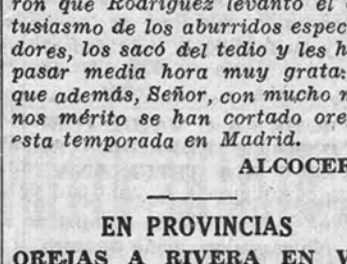 ron que Rodríguez levantó el
tusiasmo de los aburridos espec
dores, los sacó del tedio y les h
pasar media hora muy grata:
que además, Señor, con mucho
nos mérito se han cortado ore
esta temporada en Madrid.
ALCOCER
EN PROVINCIAS
OREJAS A RIVERA EN V